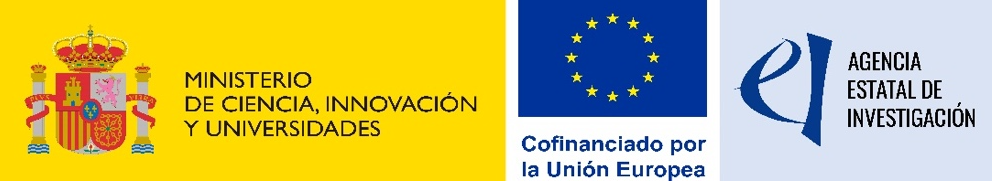 MINISTERIO
DE CIENCIA, INNOVACIÓN
Y UNIVERSIDADES
Cofinanciado por
la Unión Europea
AGENCIA
ESTATAL DE
INVESTIGACIÓN